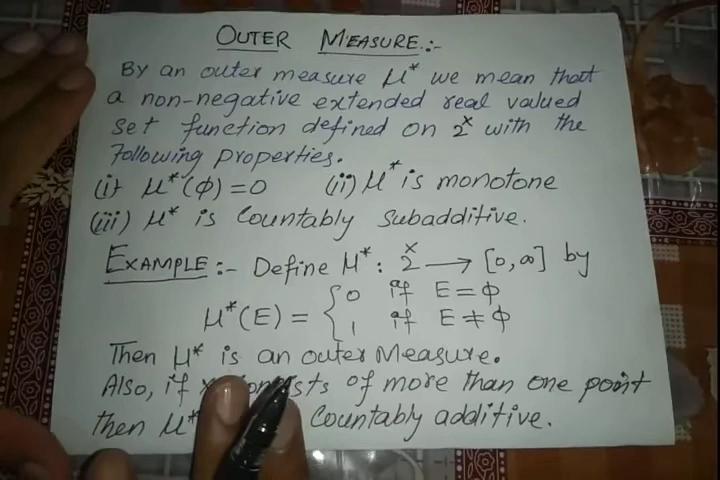 OUTER MEASURE:-
By an outer measure μ* we mean that
a non-negative extended real valued
set function defined on 2^X with the
following properties.
(i) μ*(φ)=0 (ii) μ* is monotone
(iii) μ* is Countably subadditive.
EXAMPLE:- Define μ*: 2^X → [0,∞] by
μ*(E) = { 0 if E=φ
1 if E≠φ
Then μ* is an outer Measure.
Also, if X of more than one point
then μ* Countably additive.